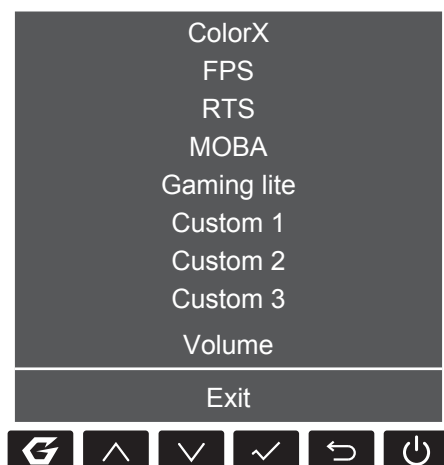 ColorX
FPS
RTS
MOBA
Gaming lite
Custom 1
Custom 2
Custom 3
Volume
Exit